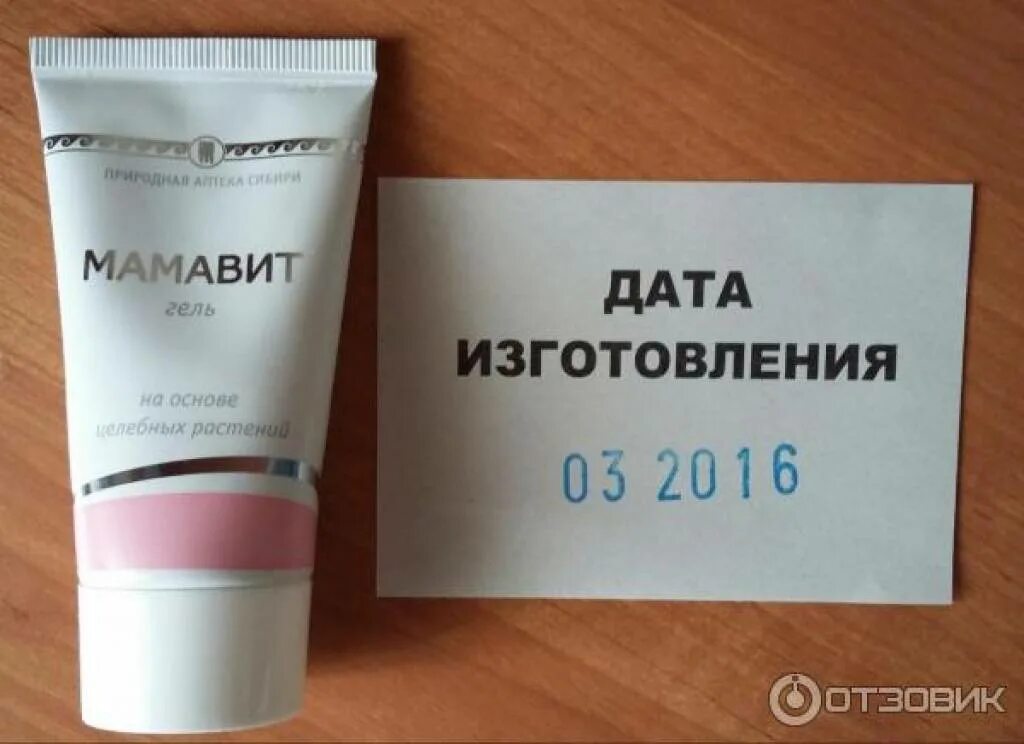 ПРИРОДНАЯ АПТЕКА СИБИРИ
МАМАВИТ
гель
на основе
целебных растений
ДАТА
ИЗГОТОВЛЕНИЯ
03 2016
ОТЗОВИК